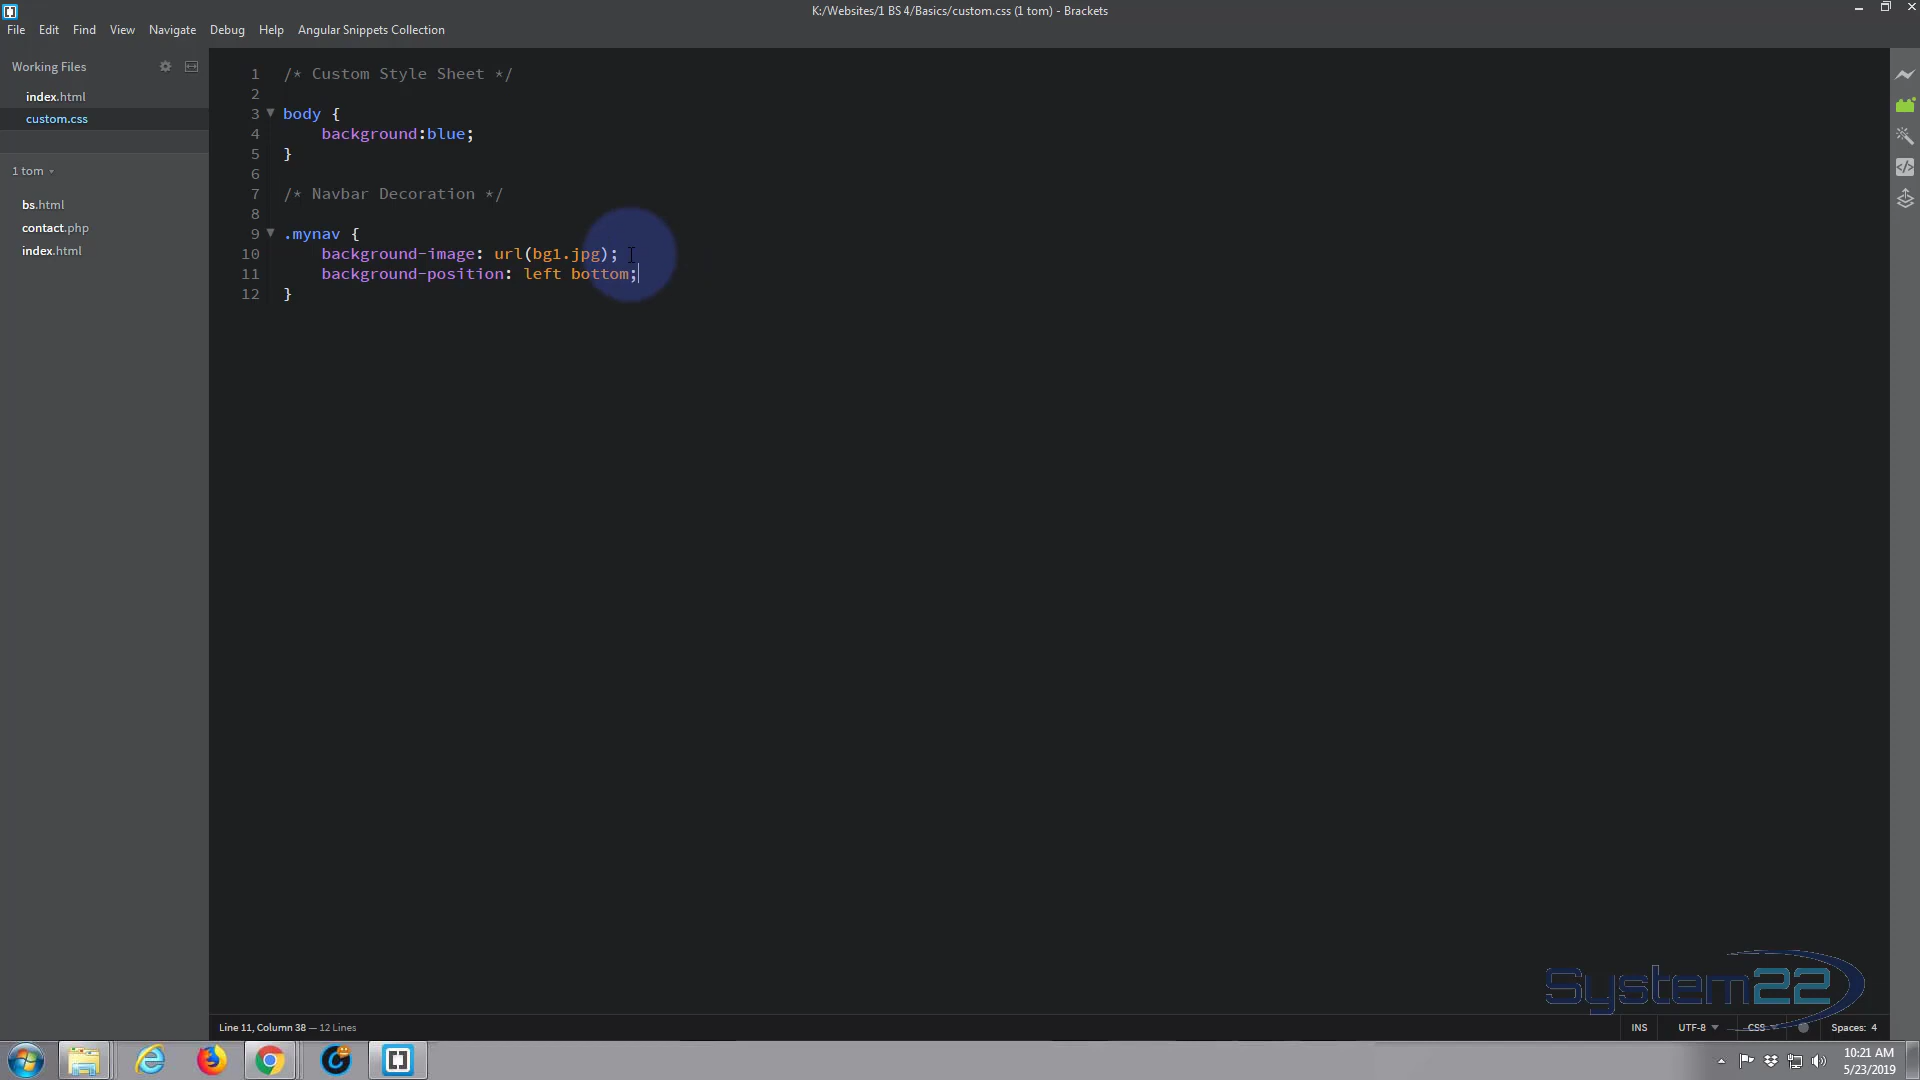 K:/Websites/1 BS 4/Basics/custom.css (1 tom) - Brackets
File Edit Find View Navigate Debug Help Angular Snippets Collection
Working Files
index.html
custom.css
1 tom
bs.html
contact.php
index.html
1 /* Custom Style Sheet */
2
3 body {
4 background:blue;
5 }
6
7 /* Navbar Decoration */
8
9 .mynav {
10 background-image: url(bg1.jpg);
11 background-position: left bottom;
12 }
System22
Line 11, Column 38 — 12 Lines
INS UTF-8 CSS Spaces: 4
10:21 AM
5/23/2019